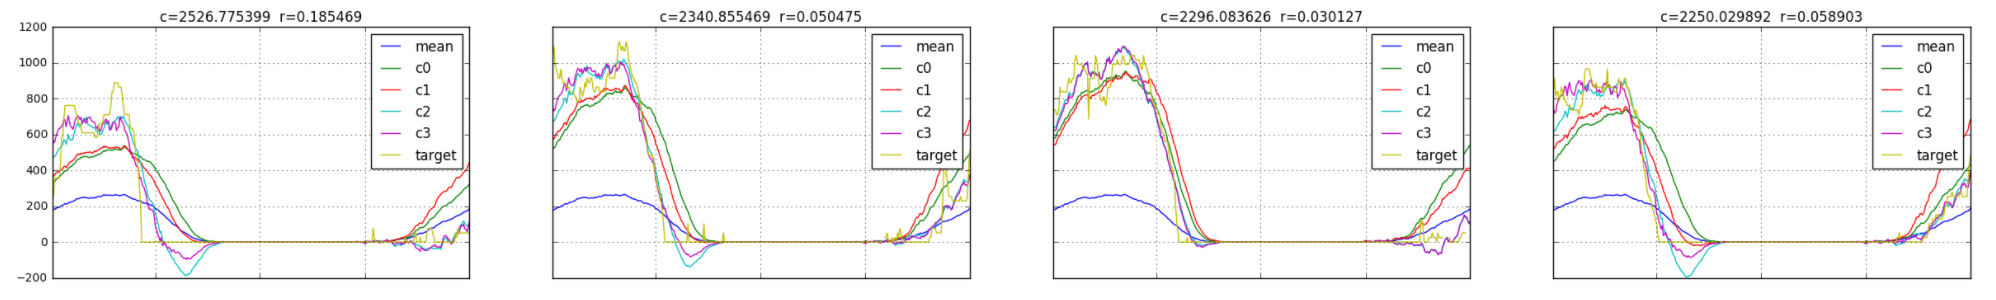 c=2526.775399 r=0.185469
c=2340.855469 r=0.050475
c=2296.083626 r=0.030127
c=2250.029892 r=0.058903
1200
1000
800
600
400
200
0
−200
mean
c0
c1
c2
c3
target
mean
c0
c1
c2
c3
target
mean
c0
c1
c2
c3
target
mean
c0
c1
c2
c3
target